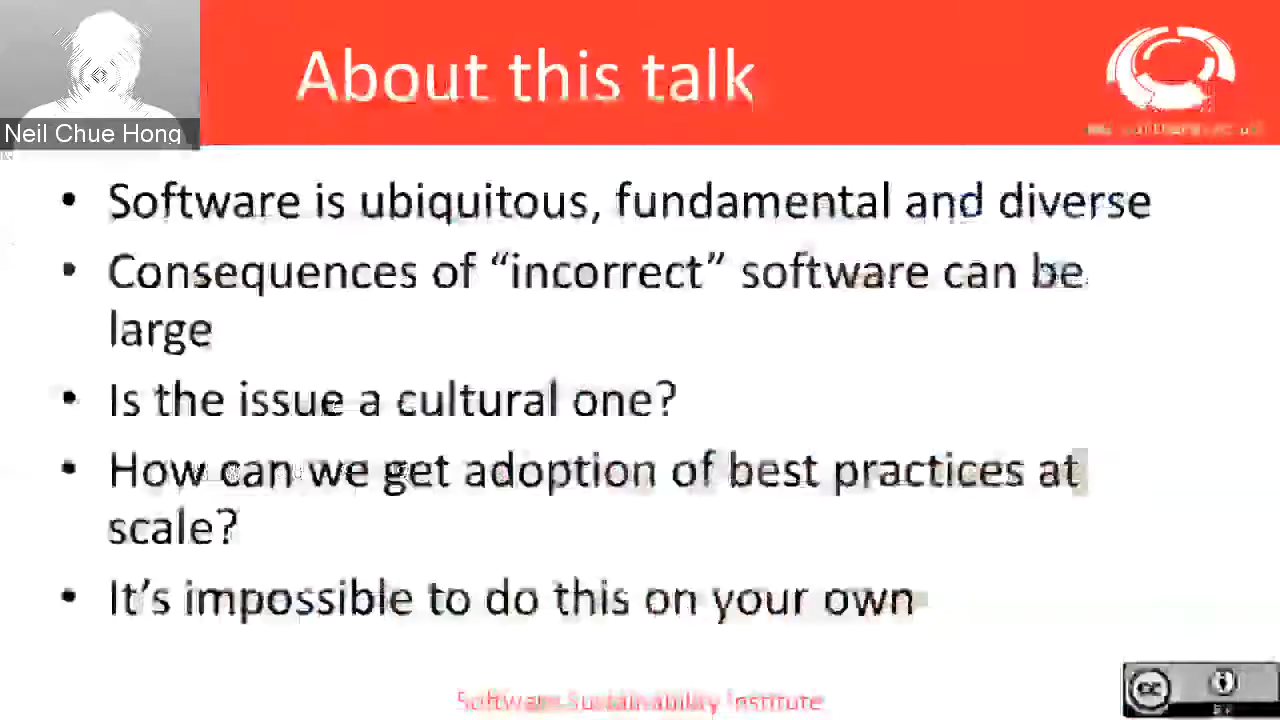 About this talk
Neil Chue Hong
• Software is ubiquitous, fundamental and diverse
• Consequences of “incorrect” software can be
large
• Is the issue a cultural one?
• How can we get adoption of best practices at
scale?
• It’s impossible to do this on your own
Software Sustainability Institute
cc